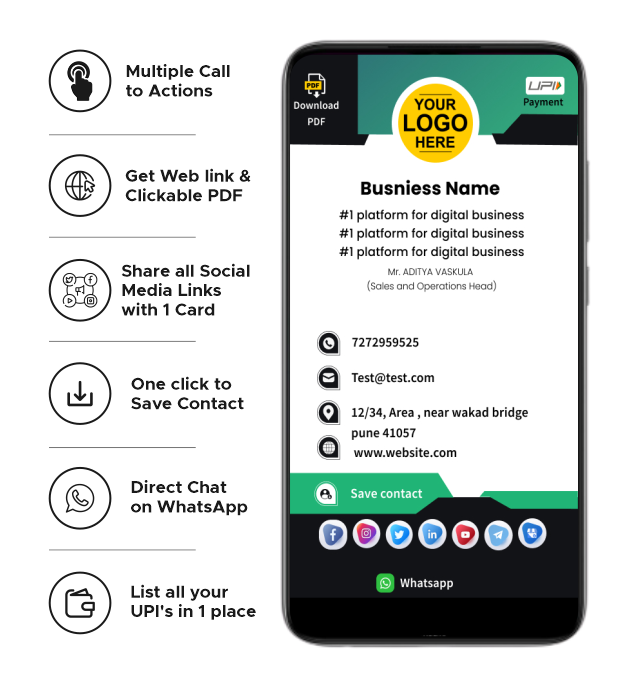 Multiple Call
to Actions
Get Web link &
Clickable PDF
Share all Social
Media Links
with 1 Card
One click to
Save Contact
Direct Chat
on WhatsApp
List all your
UPI's in 1 place
PDF
Download
PDF
YOUR
LOGO
HERE
UPI
Payment
Busniess Name
#1 platform for digital business
#1 platform for digital business
#1 platform for digital business
Mr. ADITYA VASKULA
(Sales and Operations Head)
7272959525
Test@test.com
12/34, Area , near wakad bridge
pune 41057
www.website.com
Save contact
Whatsapp